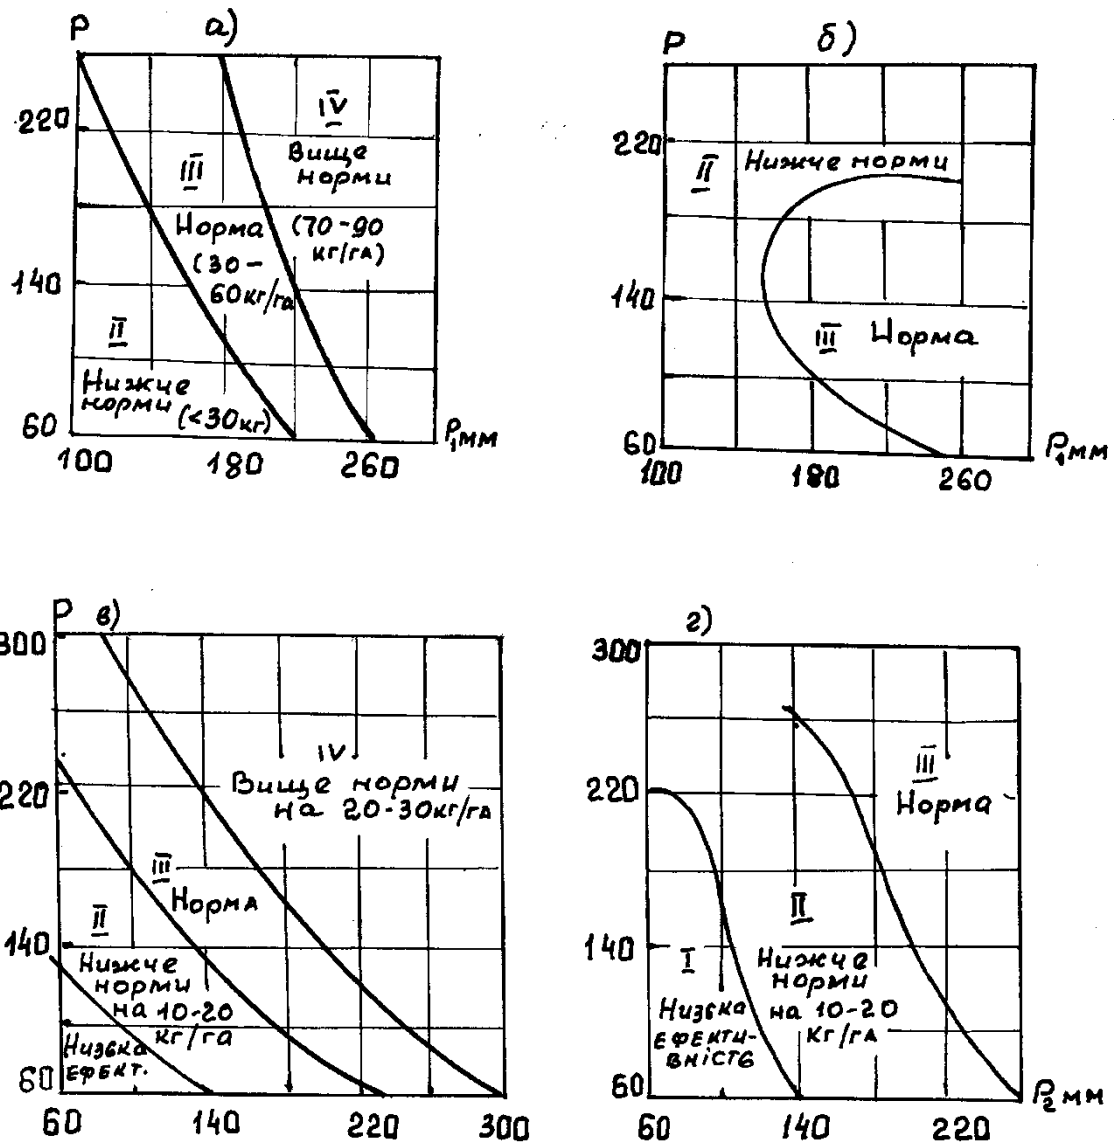 P
а)
220
140
60
100
180
260
P₁мм
IV
Вище
норми
(70-90
кг/га)
III
Норма
(30-
60кг/га
II
Нижче
норми (<30кг)
P
б)
220
140
60
100
180
260
P₁мм
II Нижче норми
III Норма
P
в)
300
220
140
60
60
140
220
300
IV
Вище норми
на 20-30кг/га
III
Норма
II
Нижче
норми
на 10-20
кг/га
Низька
ефект.
г)
300
220
140
60
60
140
220
P₂мм
III
Норма
II
Нижче
норми
на 10-20
кг/га
I
Низька
ефекти-
вність